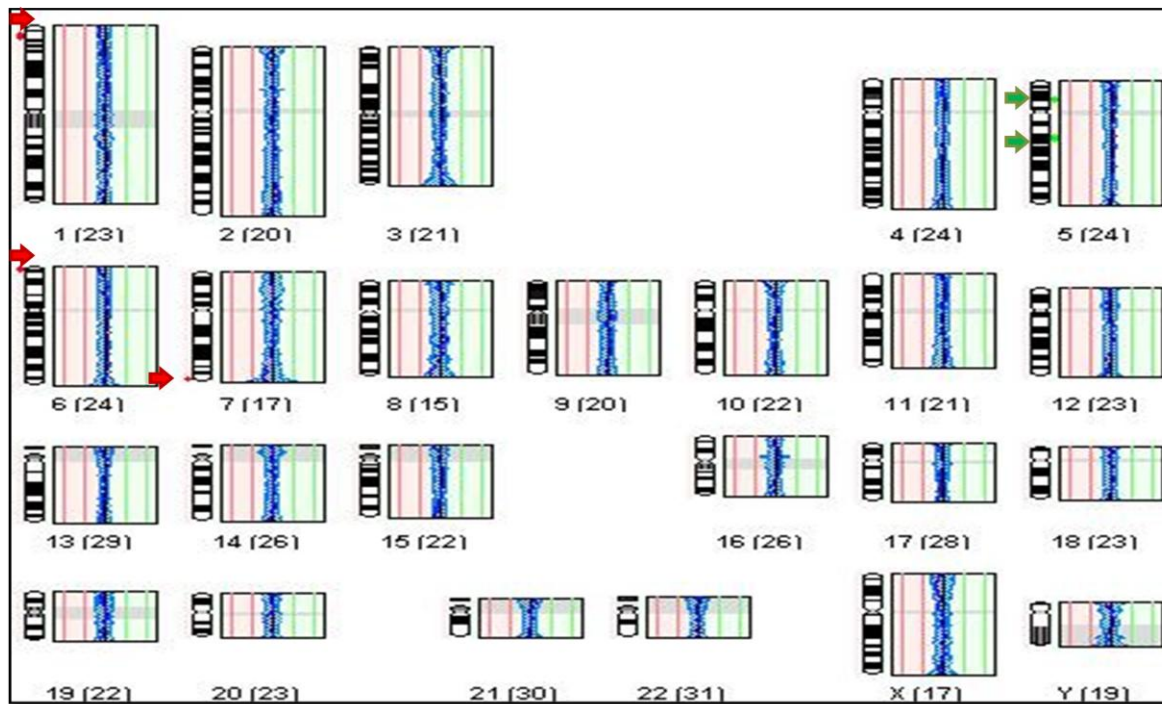 1 (23) 2 (20) 3 (21) 4 (24) 5 (24)
6 (24) 7 (17) 8 (15) 9 (20) 10 (22) 11 (21) 12 (23)
13 (29) 14 (26) 15 (22) 16 (26) 17 (28) 18 (23)
19 (22) 20 (23) 21 (30) 22 (31) X (17) Y (19)